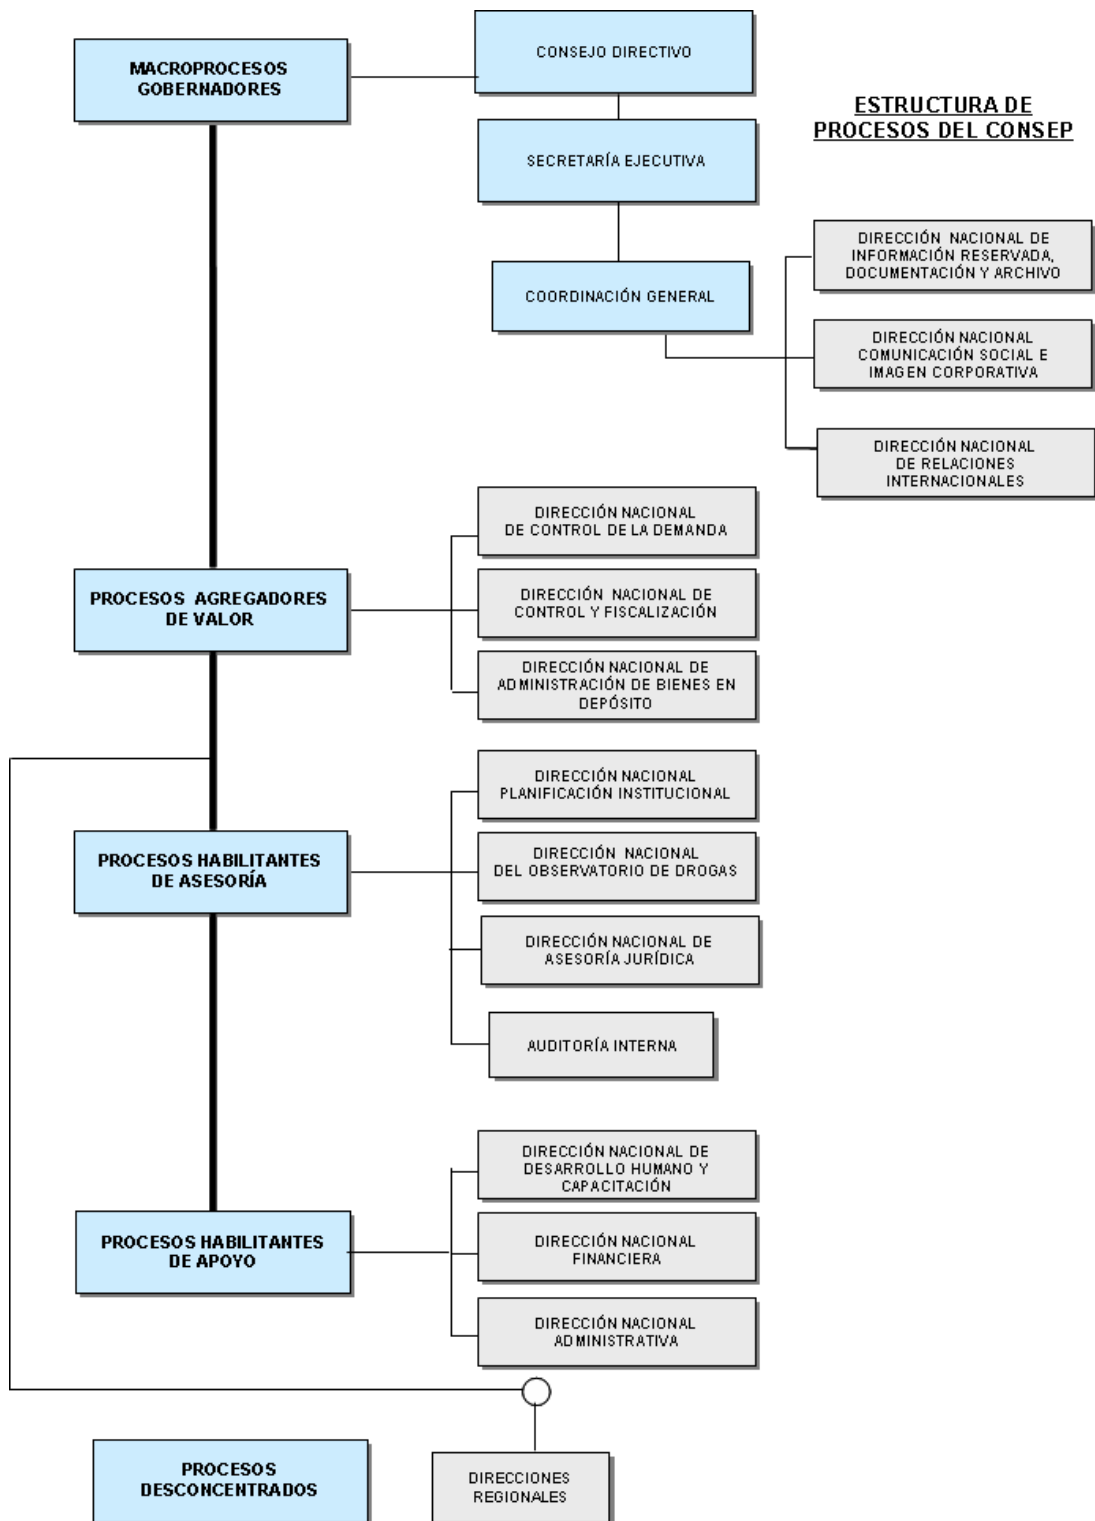 MACROPROCESOS
GOBERNADORES
CONSEJO DIRECTIVO
ESTRUCTURA DE
PROCESOS DEL CONSEP
SECRETARÍA EJECUTIVA
COORDINACIÓN GENERAL
DIRECCIÓN NACIONAL DE
INFORMACIÓN RESERVADA,
DOCUMENTACIÓN Y ARCHIVO
DIRECCIÓN NACIONAL
COMUNICACIÓN SOCIAL E
IMAGEN CORPORATIVA
DIRECCIÓN NACIONAL
DE RELACIONES
INTERNACIONALES
PROCESOS AGREGADORES
DE VALOR
DIRECCIÓN NACIONAL
DE CONTROL DE LA DEMANDA
DIRECCIÓN NACIONAL DE
CONTROL Y FISCALIZACIÓN
DIRECCIÓN NACIONAL DE
ADMINISTRACIÓN DE BIENES EN
DEPÓSITO
PROCESOS HABILITANTES
DE ASESORÍA
DIRECCIÓN NACIONAL
PLANIFICACIÓN INSTITUCIONAL
DIRECCIÓN NACIONAL
DEL OBSERVATORIO DE DROGAS
DIRECCIÓN NACIONAL DE
ASESORÍA JURÍDICA
AUDITORÍA INTERNA
PROCESOS HABILITANTES
DE APOYO
DIRECCIÓN NACIONAL DE
DESARROLLO HUMANO Y
CAPACITACIÓN
DIRECCIÓN NACIONAL
FINANCIERA
DIRECCIÓN NACIONAL
ADMINISTRATIVA
PROCESOS
DESCONCENTRADOS
DIRECCIONES
REGIONALES